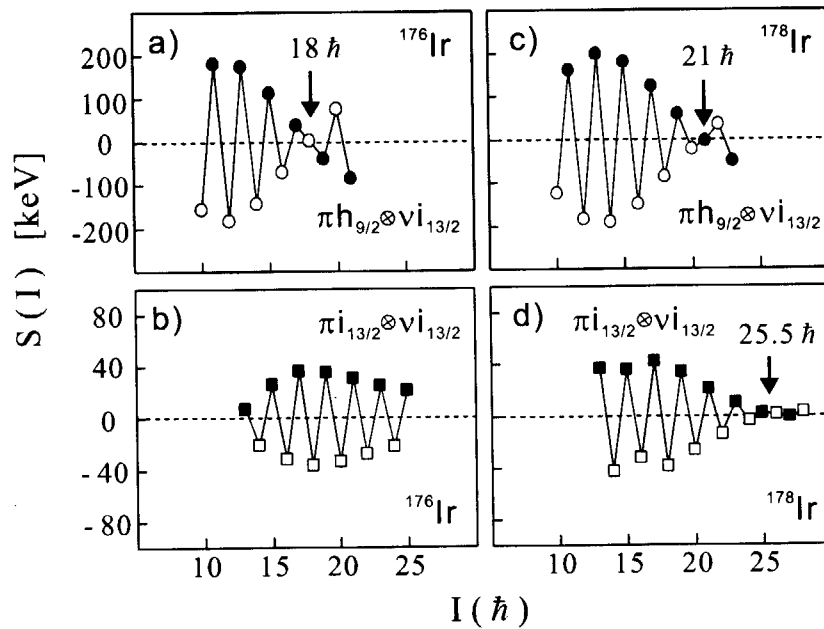 S(I) [keV]
a)
18 ħ
¹⁷⁶Ir
200
100
0
-100
-200
πh₉/₂⊗νi₁₃/₂
c)
¹⁷⁸Ir
21 ħ
πh₉/₂⊗νi₁₃/₂
b)
πi₁₃/₂⊗νi₁₃/₂
80
40
0
-40
-80
¹⁷⁶Ir
d)
πi₁₃/₂⊗νi₁₃/₂
25.5 ħ
¹⁷⁸Ir
10 15 20 25 10 15 20 25
I(ħ)